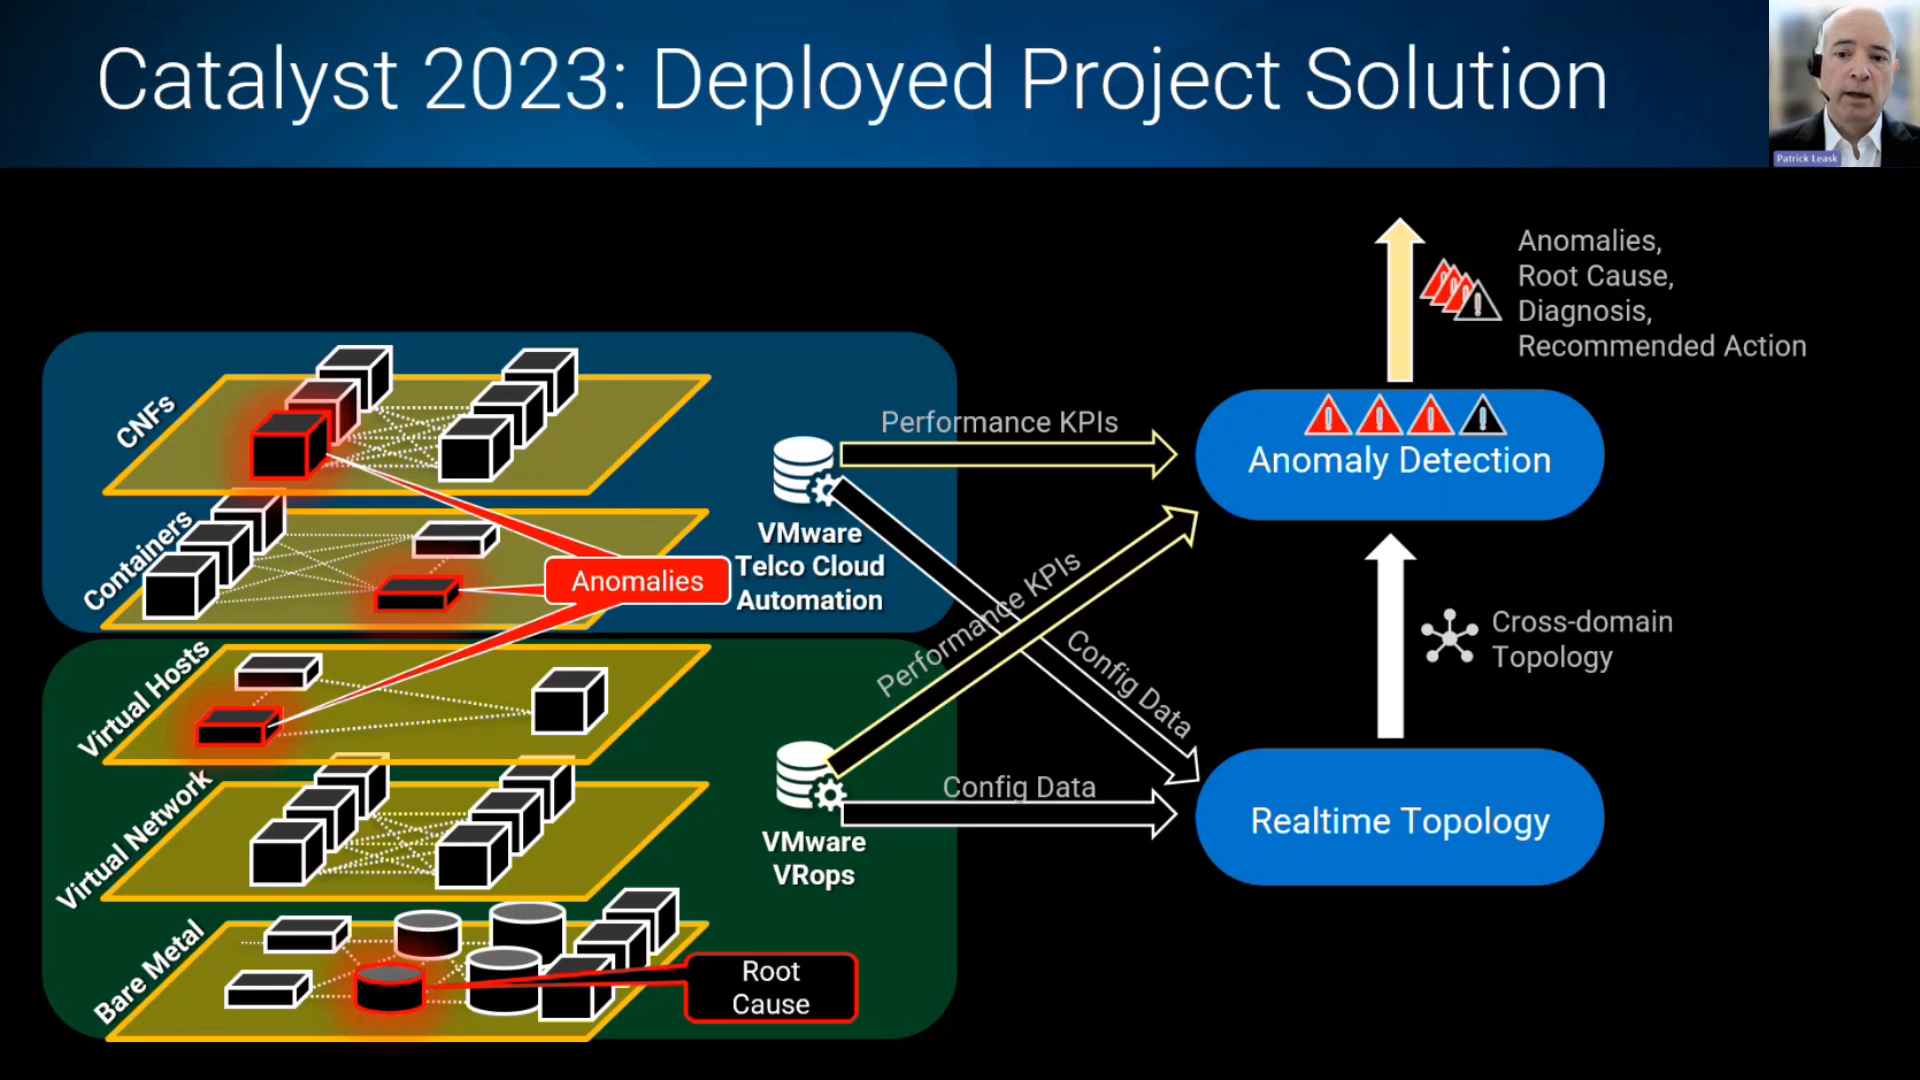 Catalyst 2023: Deployed Project Solution
Patrick Leask
Anomalies,
Root Cause,
Diagnosis,
Recommended Action
CNFs
Performance KPIs
Anomaly Detection
Containers
VMware
Telco Cloud
Automation
Anomalies
Performance KPIs
Config Data
Cross-domain
Topology
Virtual Hosts
Config Data
Realtime Topology
Virtual Network
VMware
VRops
Bare Metal
Root
Cause